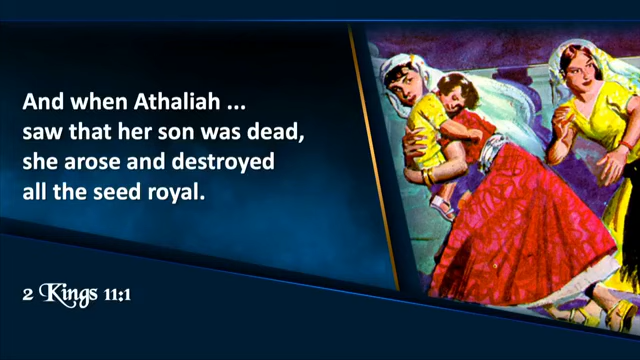 And when Athaliah ...
saw that her son was dead,
she arose and destroyed
all the seed royal.
2 Kings 11:1